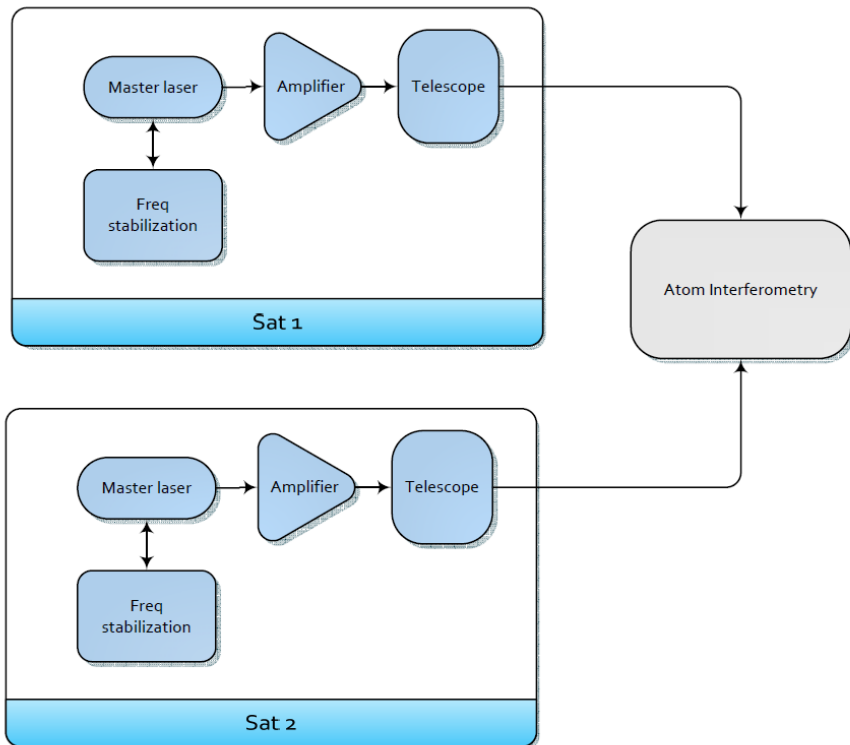 Master laser
Amplifier
Telescope
Freq
stabilization
Sat 1
Atom Interferometry
Master laser
Amplifier
Telescope
Freq
stabilization
Sat 2